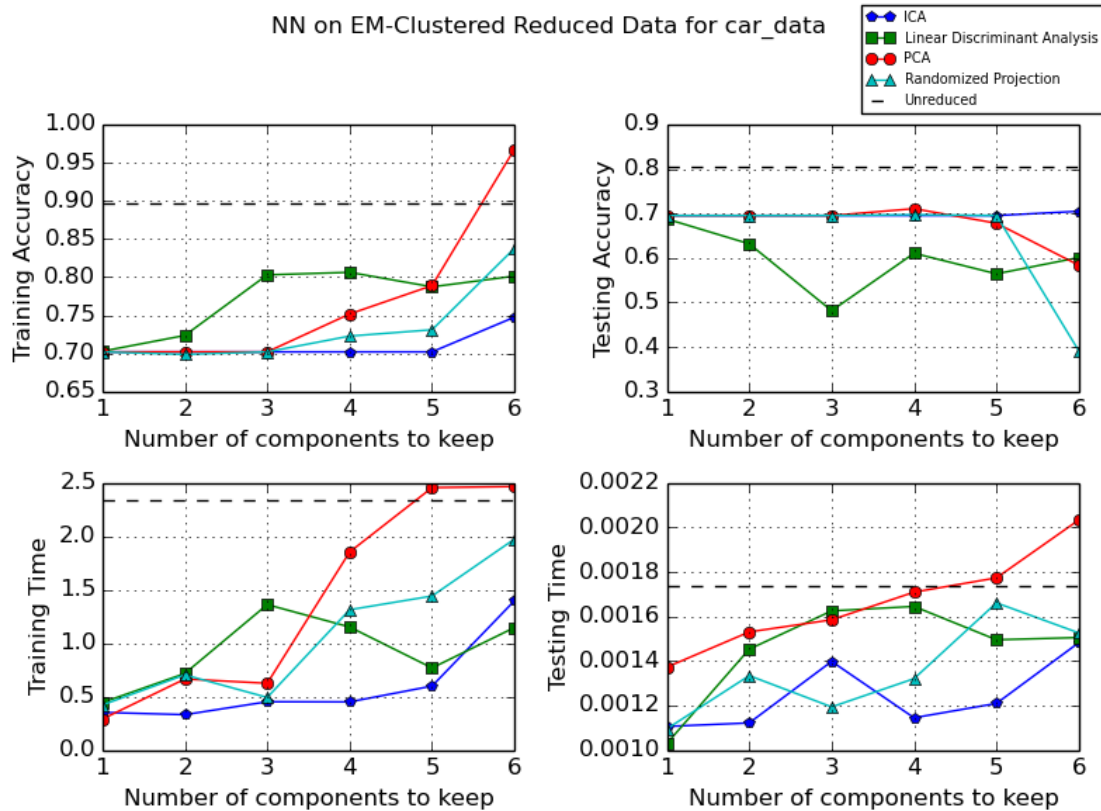 NN on EM-Clustered Reduced Data for car_data
ICA
Linear Discriminant Analysis
PCA
Randomized Projection
Unreduced
1.00
0.95
0.90
0.85
0.80
0.75
0.70
0.65
Training Accuracy
1 2 3 4 5 6
Number of components to keep
0.9
0.8
0.7
0.6
0.5
0.4
0.3
Testing Accuracy
1 2 3 4 5 6
Number of components to keep
2.5
2.0
1.5
1.0
0.5
0.0
Training Time
1 2 3 4 5 6
Number of components to keep
0.0022
0.0020
0.0018
0.0016
0.0014
0.0012
0.0010
Testing Time
1 2 3 4 5 6
Number of components to keep